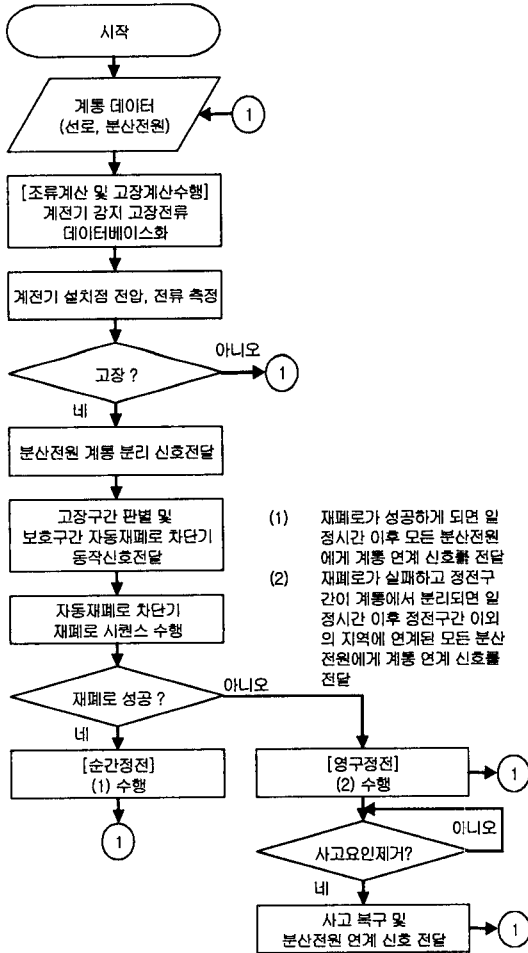 시작
계통 데이터
(선로, 분산전원)
1
[조류계산 및 고장계산수행]
계전기 감지 고장전류
데이터베이스화
계전기 설치점 전압, 전류 측정
고장 ?
아니오
1
네
분산전원 계통 분리 신호전달
고장구간 판별 및
보호구간 자동재폐로 차단기
동작신호전달
자동재폐로 차단기
재폐로 시퀀스 수행
(1) 재폐로가 성공하게 되면 일
정시간 이후 모든 분산전원
에게 계통 연계 신호를 전달
(2) 재폐로가 실패하고 정전구
간이 계통에서 분리되면 일
정시간 이후 정전구간 이외
의 지역에 연계된 모든 분산
전원에게 계통 연계 신호를
전달
재폐로 성공 ?
아니오
네
[순간정전]
(1) 수행
1
[영구정전]
(2) 수행
1
아니오
사고요인제거?
네
사고 복구 및
분산전원 연계 신호 전달
1